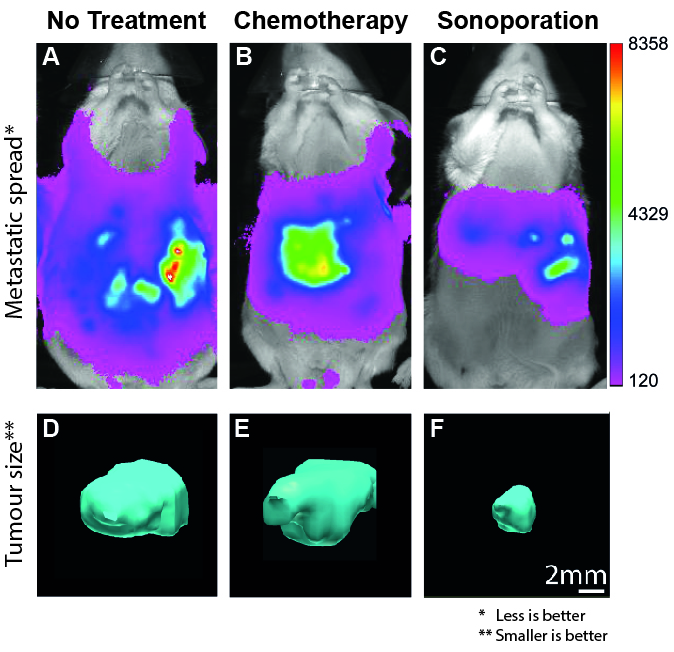 No Treatment Chemotherapy Sonoporation
A B C
8358
Metastatic spread*
4329
120
D E F
Tumour size**
2mm
* Less is better
** Smaller is better